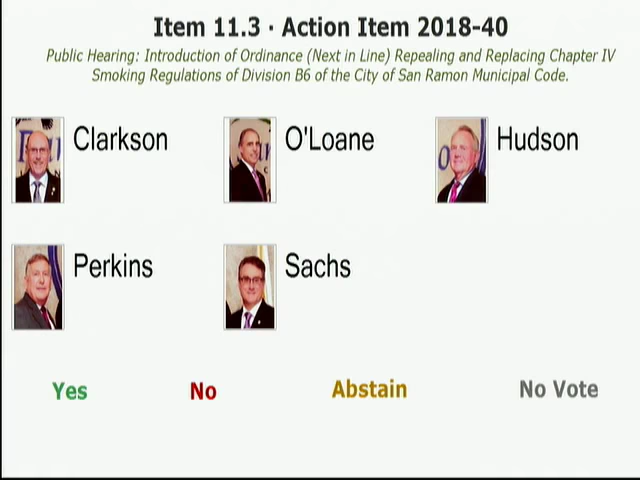 Item 11.3 · Action Item 2018-40
Public Hearing: Introduction of Ordinance (Next in Line) Repealing and Replacing Chapter IV
Smoking Regulations of Division B6 of the City of San Ramon Municipal Code.
Clarkson O'Loane Hudson
Perkins Sachs
Yes No Abstain No Vote